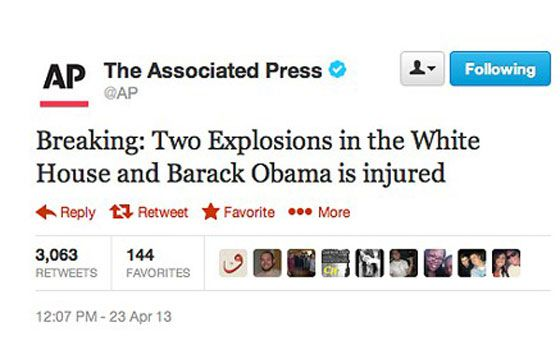 AP The Associated Press
@AP
Following
Breaking: Two Explosions in the White
House and Barack Obama is injured
Reply Retweet Favorite More
3,063 144
RETWEETS FAVORITES
12:07 PM - 23 Apr 13